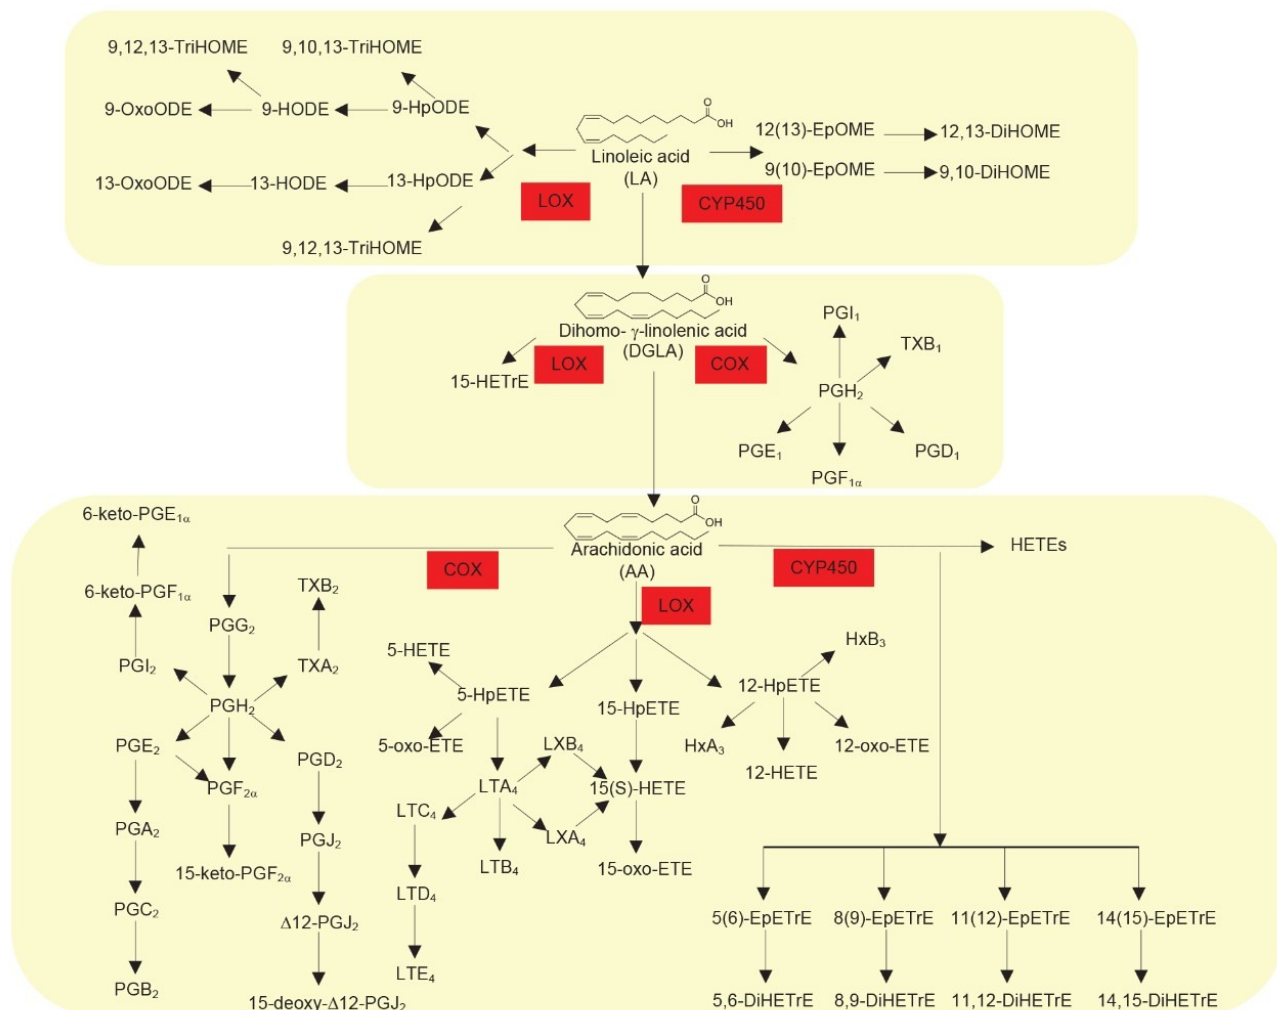 9,12,13-TriHOME 9,10,13-TriHOME
9-OxoODE 9-HODE 9-HpODE
O
OH
Linoleic acid
(LA)
12(13)-EpOME 12,13-DiHOME
9(10)-EpOME 9,10-DiHOME
13-OxoODE 13-HODE 13-HpODE
LOX CYP450
9,12,13-TriHOME
O
OH
Dihomo- γ-linolenic acid
(DGLA)
LOX COX
15-HETrE
PGI₁
TXB₁
PGH₂
PGE₁ PGD₁
PGF₁α
O
OH
Arachidonic acid
(AA)
COX LOX CYP450
HETEs
6-keto-PGE₁α
6-keto-PGF₁α
PGG₂
TXB₂
PGI₂
TXA₂
PGH₂
PGE₂
PGF₂α
PGD₂
PGA₂
15-keto-PGF₂α
PGJ₂
PGC₂
Δ12-PGJ₂
PGB₂
15-deoxy-Δ12-PGJ₂
5-HETE
5-HpETE
5-oxo-ETE
LTA₄
LXB₄
LTC₄
LXA₄
LTB₄
LTD₄
LTE₄
15-HpETE
15(S)-HETE
15-oxo-ETE
HxB₃
12-HpETE
HxA₃
12-oxo-ETE
12-HETE
5(6)-EpETrE 8(9)-EpETrE 11(12)-EpETrE 14(15)-EpETrE
5,6-DiHETrE 8,9-DiHETrE 11,12-DiHETrE 14,15-DiHETrE